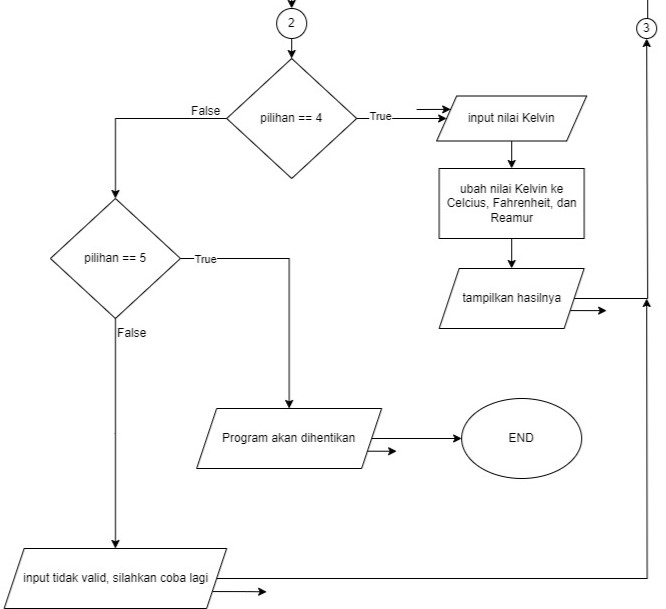 2
3
pilihan == 4
False
True
input nilai Kelvin
ubah nilai Kelvin ke
Celcius, Fahrenheit, dan
Reamur
pilihan == 5
True
tampilkan hasilnya
False
Program akan dihentikan
END
input tidak valid, silahkan coba lagi